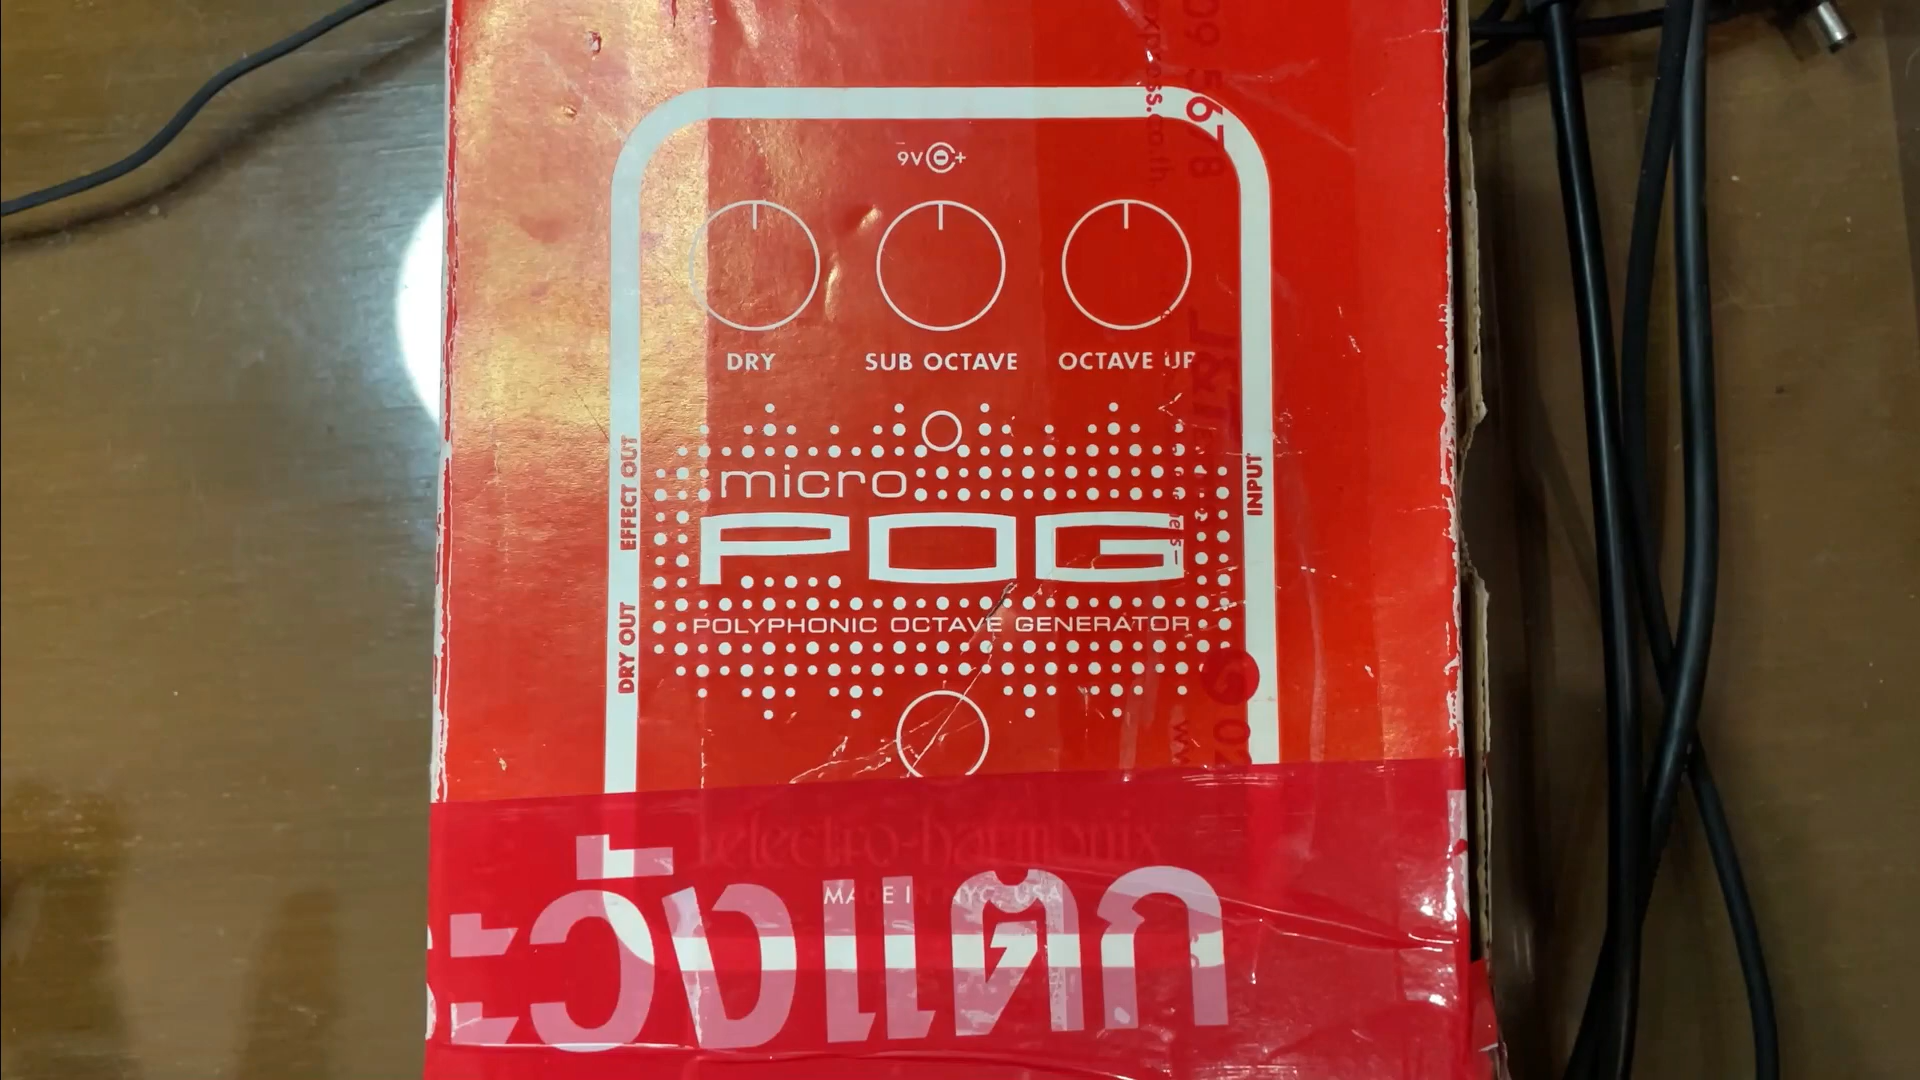 9V
DRY
SUB OCTAVE
OCTAVE UP
EFFECT OUT
INPUT
micro
POG
POLYPHONIC OCTAVE GENERATOR
DRY OUT
electro-harmonix
MADE IN NYC, USA
ะวังแตก